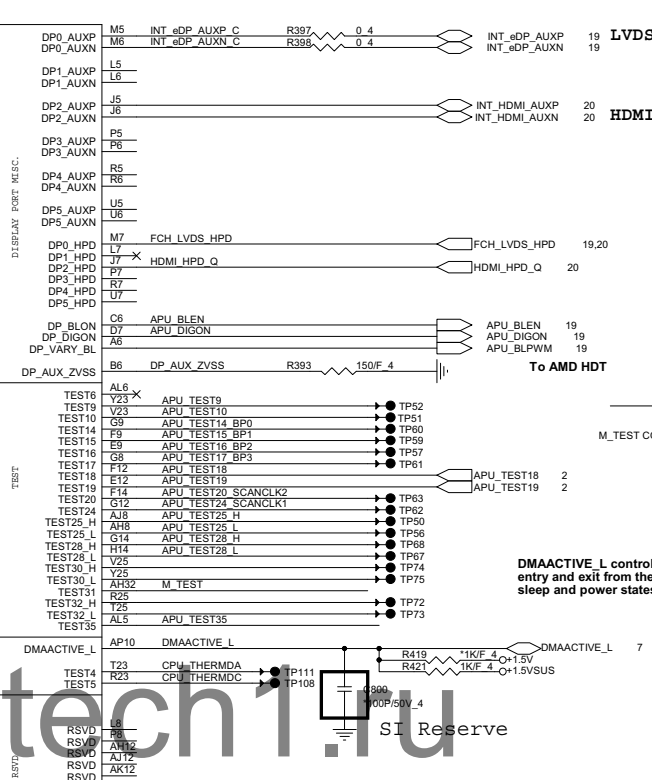 DISPLAY PORT MISC.
DP0_AUXP M5 INT_eDP_AUXP_C R397 0_4 INT_eDP_AUXP 19 LVDS
DP0_AUXN M6 INT_eDP_AUXN_C R398 0_4 INT_eDP_AUXN 19
DP1_AUXP L5
DP1_AUXN L6
DP2_AUXP J5 INT_HDMI_AUXP 20
DP2_AUXN J6 INT_HDMI_AUXN 20 HDMI
DP3_AUXP P5
DP3_AUXN P6
DP4_AUXP R5
DP4_AUXN R6
DP5_AUXP U5
DP5_AUXN U6
DP0_HPD M7 FCH_LVDS_HPD FCH_LVDS_HPD 19,20
DP1_HPD L7
DP2_HPD J7 HDMI_HPD_Q HDMI_HPD_Q 20
DP3_HPD P7
DP4_HPD R7
DP5_HPD U7
DP_BLON C6 APU_BLEN APU_BLEN 19
DP_DIGON D7 APU_DIGON APU_DIGON 19
DP_VARY_BL A6 APU_BLPWM 19
DP_AUX_ZVSS B6 DP_AUX_ZVSS R393 150/F_4 To AMD HDT
TEST
TEST6 AL6
TEST9 Y23 APU_TEST9 TP52
TEST10 V23 APU_TEST10 TP51
TEST14 G9 APU_TEST14_BP0 TP60
TEST15 F9 APU_TEST15_BP1 TP59
TEST16 E9 APU_TEST16_BP2 TP57
TEST17 G8 APU_TEST17_BP3 TP61
TEST18 F12 APU_TEST18 APU_TEST18 2
TEST19 E12 APU_TEST19 APU_TEST19 2
TEST20 F14 APU_TEST20_SCANCLK2 TP63
TEST24 G12 APU_TEST24_SCANCLK1 TP62
TEST25_H AJ8 APU_TEST25_H TP50
TEST25_L AH8 APU_TEST25_L TP56
TEST28_H G14 APU_TEST28_H TP68
TEST28_L H14 APU_TEST28_L TP67
TEST30_H V25 TP74
TEST30_L Y25 TP75
TEST31 AH32 M_TEST
TEST32_H R25 TP72
TEST32_L T25 TP73
TEST35 AL5 APU_TEST35
M_TEST CO
DMAACTIVE_L control
entry and exit from the
sleep and power states
DMAACTIVE_L AP10 DMAACTIVE_L DMAACTIVE_L 7
R419 *1K/F_4 +1.5V
R421 1K/F_4 +1.5VSUS
TEST4 T23 CPU_THERMDA TP111
TEST5 R23 CPU_THERMDC TP108
C800
SI Reserve
RSVD
RSVD L8
RSVD P8
RSVD AH12
RSVD AJ12
RSVD AK12
tech1.ru